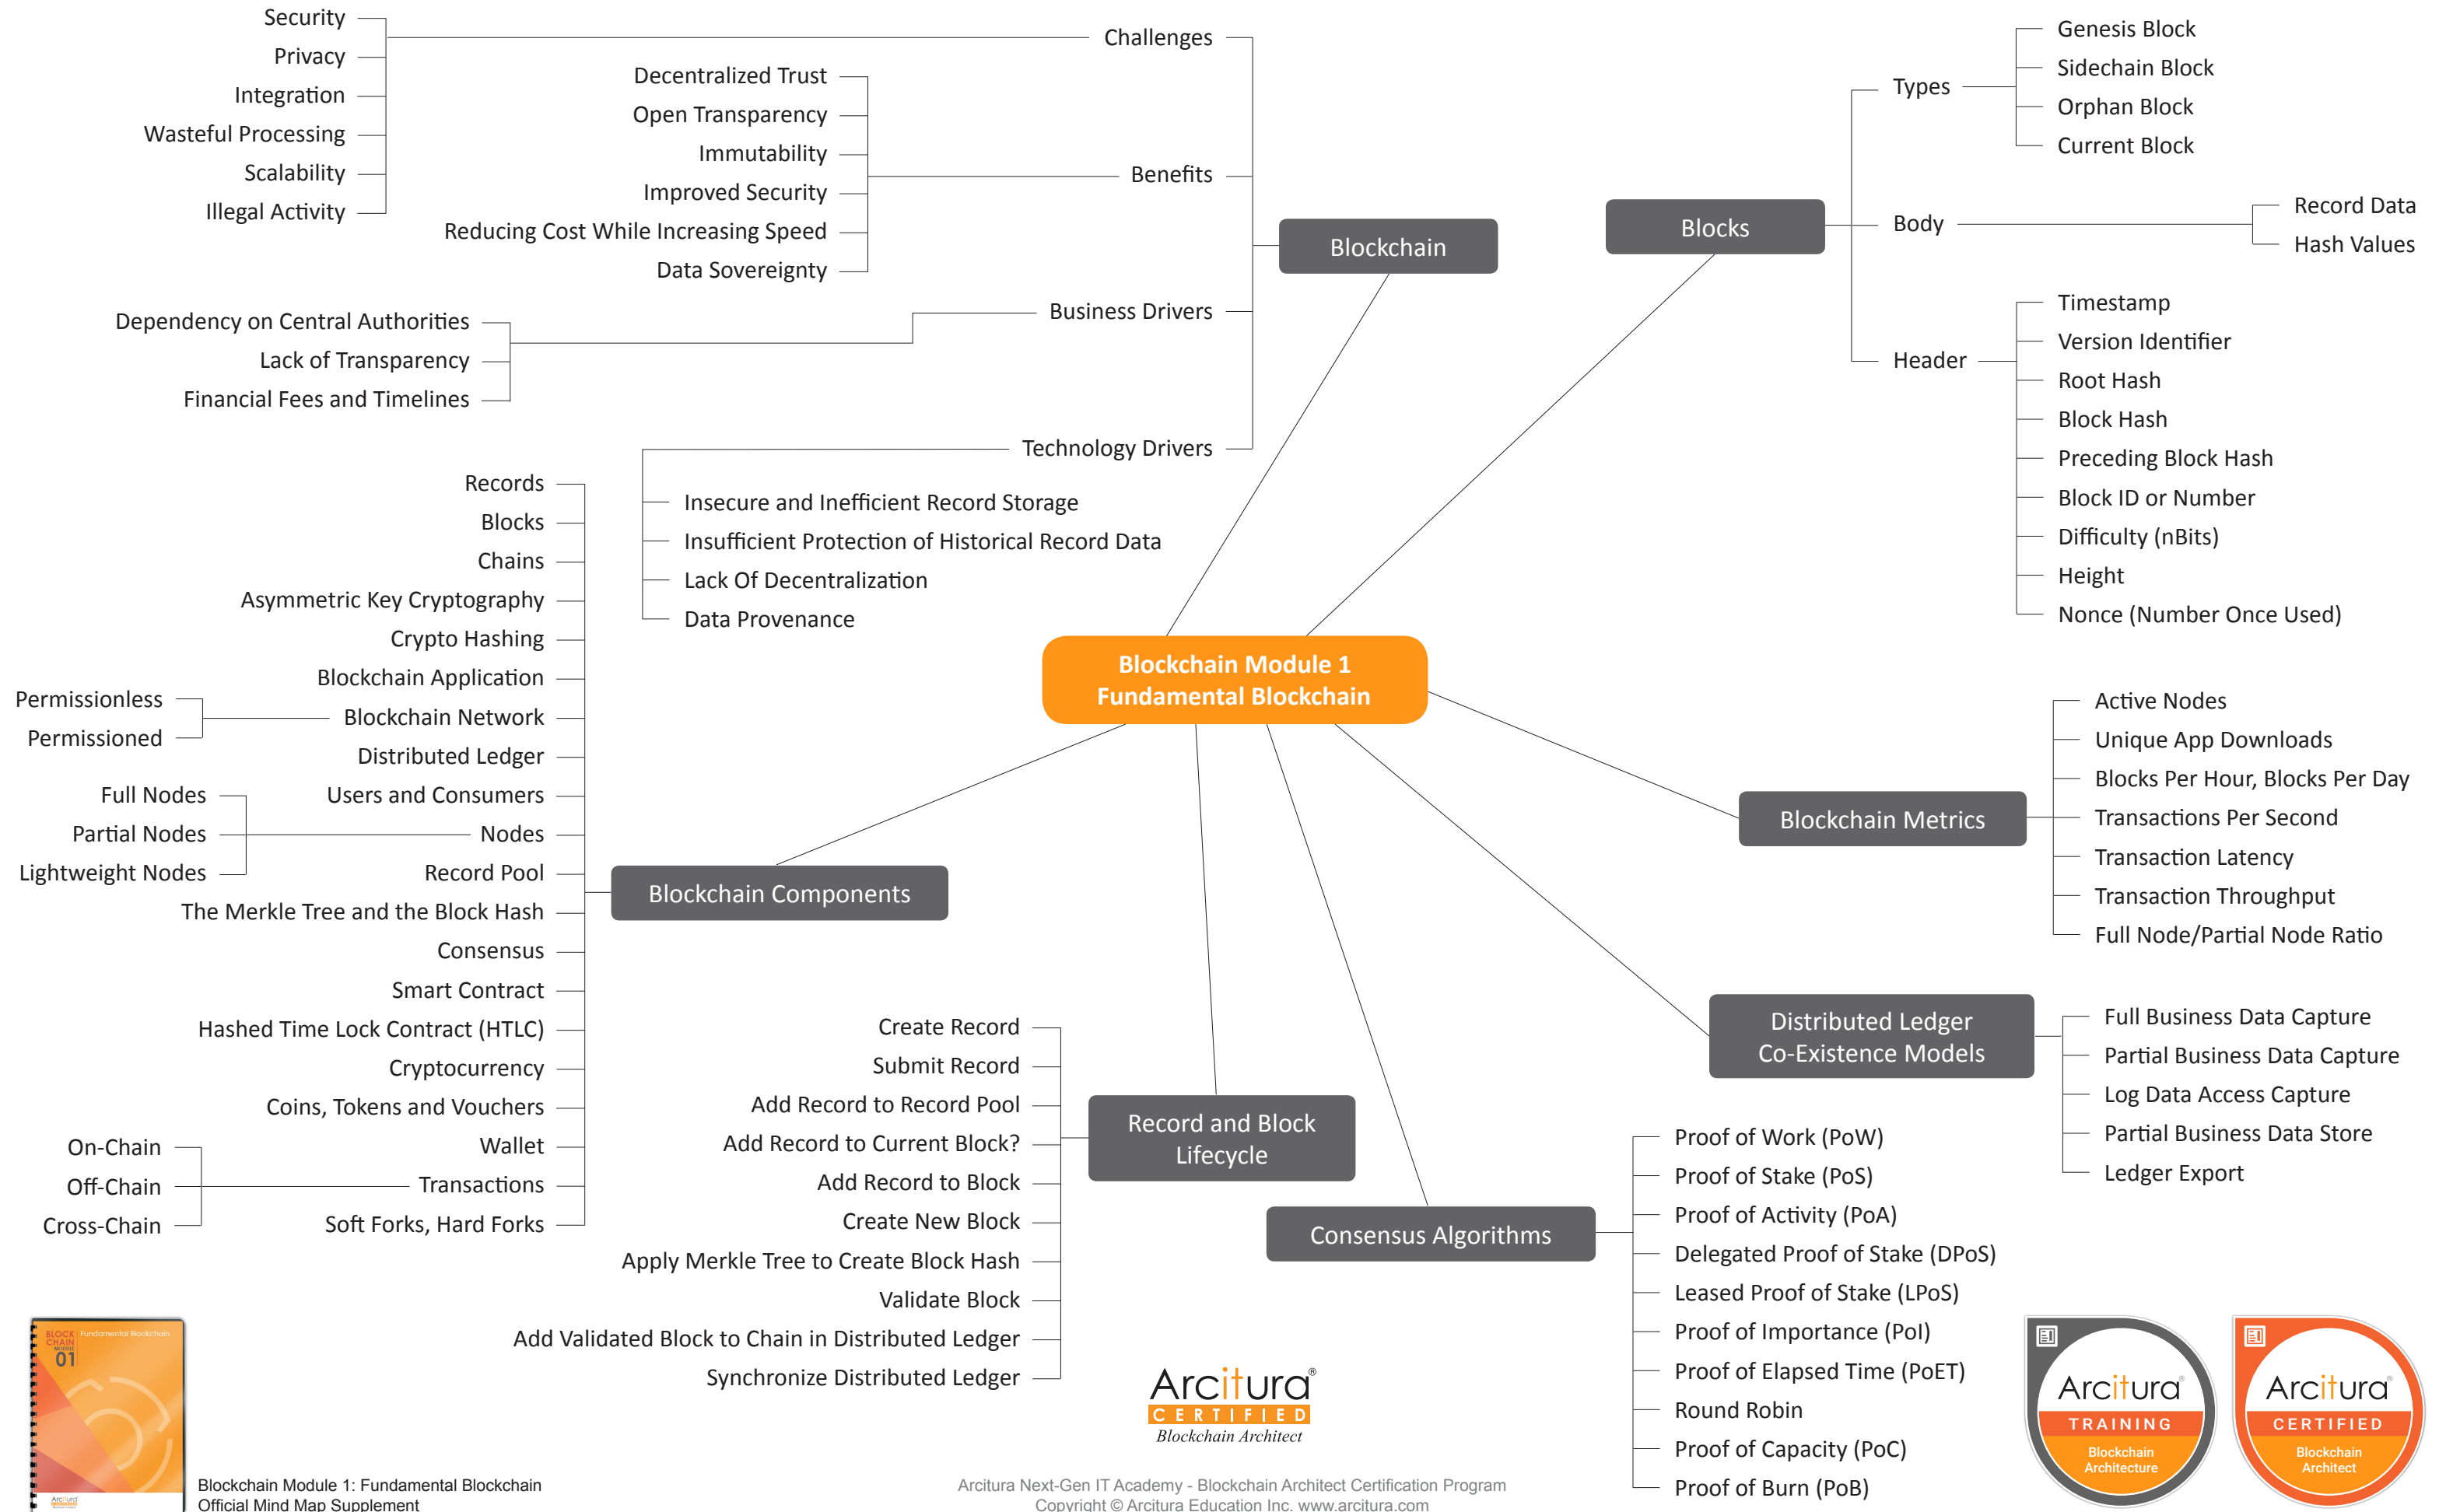 Security
Privacy
Integration
Wasteful Processing
Scalability
Illegal Activity
Challenges
Decentralized Trust
Open Transparency
Immutability
Improved Security
Reducing Cost While Increasing Speed
Data Sovereignty
Benefits
Dependency on Central Authorities
Lack of Transparency
Financial Fees and Timelines
Business Drivers
Technology Drivers
Insecure and Inefficient Record Storage
Insufficient Protection of Historical Record Data
Lack Of Decentralization
Data Provenance
Blockchain
Blocks
Types
Genesis Block
Sidechain Block
Orphan Block
Current Block
Body
Record Data
Hash Values
Header
Timestamp
Version Identifier
Root Hash
Block Hash
Preceding Block Hash
Block ID or Number
Difficulty (nBits)
Height
Nonce (Number Once Used)
Blockchain Module 1
Fundamental Blockchain
Records
Blocks
Chains
Asymmetric Key Cryptography
Crypto Hashing
Blockchain Application
Permissionless
Permissioned
Blockchain Network
Distributed Ledger
Users and Consumers
Full Nodes
Partial Nodes
Lightweight Nodes
Nodes
Record Pool
The Merkle Tree and the Block Hash
Consensus
Smart Contract
Hashed Time Lock Contract (HTLC)
Cryptocurrency
Coins, Tokens and Vouchers
Wallet
On-Chain
Off-Chain
Cross-Chain
Transactions
Soft Forks, Hard Forks
Blockchain Components
Blockchain Metrics
Active Nodes
Unique App Downloads
Blocks Per Hour, Blocks Per Day
Transactions Per Second
Transaction Latency
Transaction Throughput
Full Node/Partial Node Ratio
Distributed Ledger
Co-Existence Models
Full Business Data Capture
Partial Business Data Capture
Log Data Access Capture
Partial Business Data Store
Ledger Export
Create Record
Submit Record
Add Record to Record Pool
Add Record to Current Block?
Add Record to Block
Create New Block
Apply Merkle Tree to Create Block Hash
Validate Block
Add Validated Block to Chain in Distributed Ledger
Synchronize Distributed Ledger
Record and Block
Lifecycle
Consensus Algorithms
Proof of Work (PoW)
Proof of Stake (PoS)
Proof of Activity (PoA)
Delegated Proof of Stake (DPoS)
Leased Proof of Stake (LPoS)
Proof of Importance (PoI)
Proof of Elapsed Time (PoET)
Round Robin
Proof of Capacity (PoC)
Proof of Burn (PoB)
BLOCK
CHAIN
MODULE
01
Fundamental Blockchain
Arcitura
Blockchain Module 1: Fundamental Blockchain
Official Mind Map Supplement
Arcitura®
CERTIFIED
Blockchain Architect
Arcitura Next-Gen IT Academy - Blockchain Architect Certification Program
Copyright © Arcitura Education Inc. www.arcitura.com
Arcitura®
TRAINING
Blockchain
Architecture
Arcitura®
CERTIFIED
Blockchain
Architect